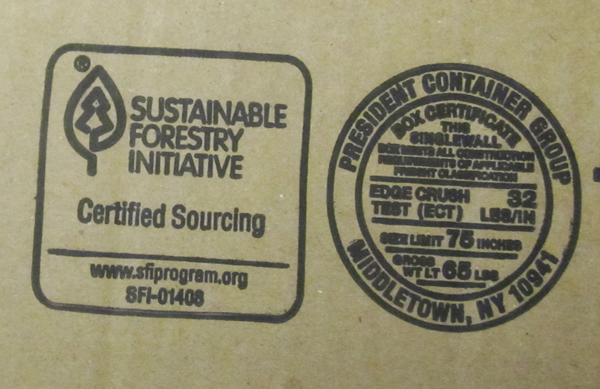 SUSTAINABLE
FORESTRY
INITIATIVE
Certified Sourcing
www.sfiprogram.org
SFI-01408
PRESIDENT CONTAINER GROUP
BOX CERTIFICATE
THIS
SINGLEWALL
BOX MEETS ALL CONSTRUCTION
REQUIREMENTS OF APPLICABLE
FREIGHT CLASSIFICATION
EDGE CRUSH 32
TEST (ECT) LBS/IN
SIZE LIMIT 75 INCHES
GROSS
WT LT 65 LBS
MIDDLETOWN, NY 10941